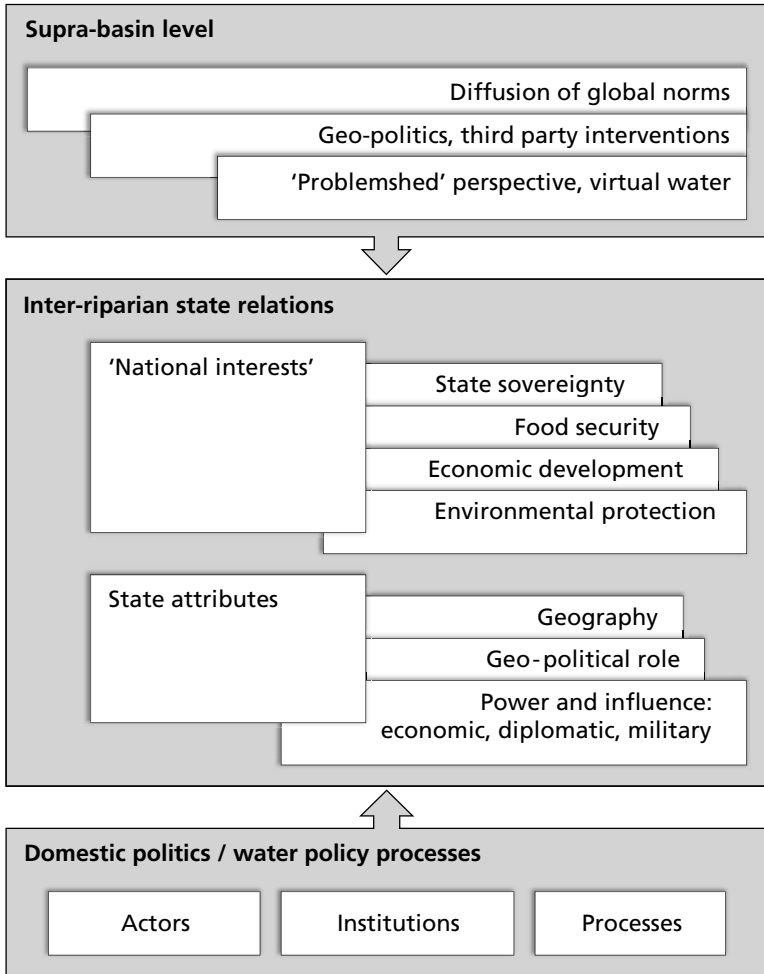 Supra-basin level
Diffusion of global norms
Geo-politics, third party interventions
‘Problemshed’ perspective, virtual water
Inter-riparian state relations
‘National interests’
State sovereignty
Food security
Economic development
Environmental protection
State attributes
Geography
Geo-political role
Power and influence:
economic, diplomatic, military
Domestic politics / water policy processes
Actors
Institutions
Processes